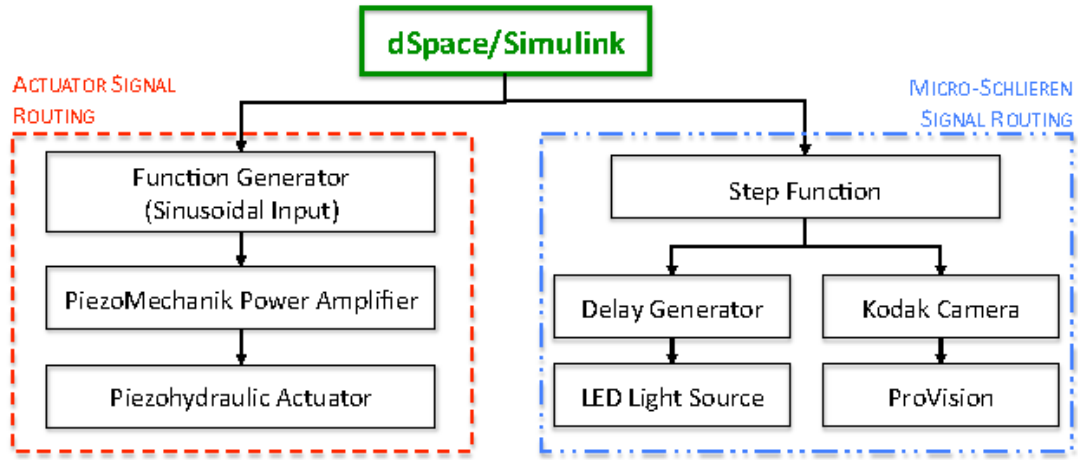 dSpace/Simulink
ACTUATOR SIGNAL
ROUTING
MICRO-SCHLIEREN
SIGNAL ROUTING
Function Generator
(Sinusoidal Input)
PiezoMechanik Power Amplifier
Piezohydraulic Actuator
Step Function
Delay Generator
Kodak Camera
LED Light Source
ProVision